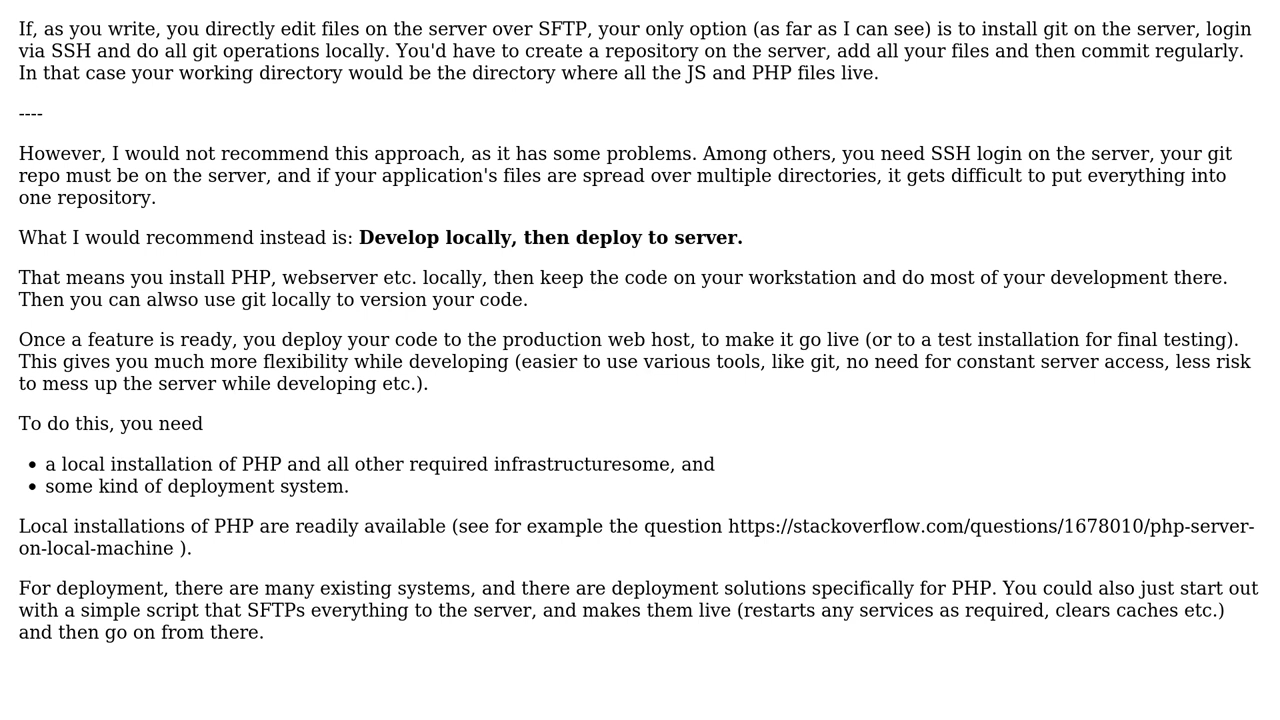 If, as you write, you directly edit files on the server over SFTP, your only option (as far as I can see) is to install git on the server, login
via SSH and do all git operations locally. You'd have to create a repository on the server, add all your files and then commit regularly.
In that case your working directory would be the directory where all the JS and PHP files live.
----
However, I would not recommend this approach, as it has some problems. Among others, you need SSH login on the server, your git
repo must be on the server, and if your application's files are spread over multiple directories, it gets difficult to put everything into
one repository.
What I would recommend instead is: Develop locally, then deploy to server.
That means you install PHP, webserver etc. locally, then keep the code on your workstation and do most of your development there.
Then you can alwso use git locally to version your code.
Once a feature is ready, you deploy your code to the production web host, to make it go live (or to a test installation for final testing).
This gives you much more flexibility while developing (easier to use various tools, like git, no need for constant server access, less risk
to mess up the server while developing etc.).
To do this, you need
• a local installation of PHP and all other required infrastructuresome, and
• some kind of deployment system.
Local installations of PHP are readily available (see for example the question https://stackoverflow.com/questions/1678010/php-server-
on-local-machine ).
For deployment, there are many existing systems, and there are deployment solutions specifically for PHP. You could also just start out
with a simple script that SFTPs everything to the server, and makes them live (restarts any services as required, clears caches etc.)
and then go on from there.